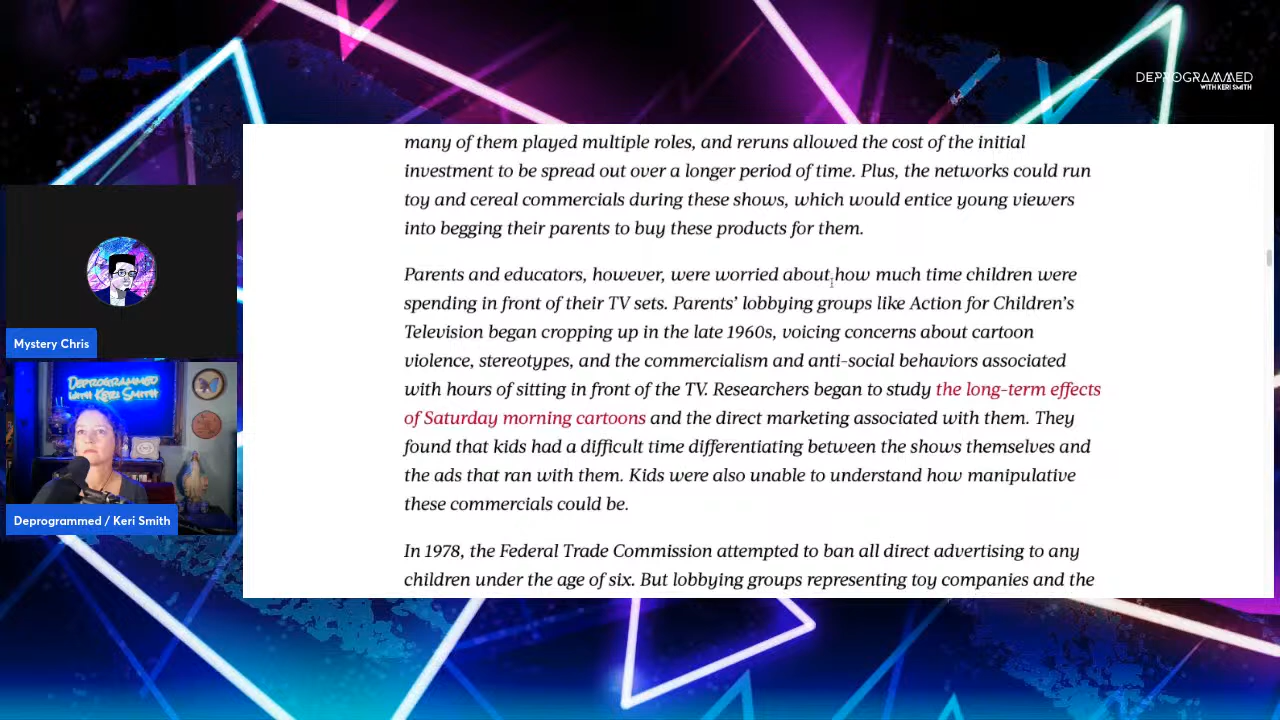 DEPROGRAMMED
WITH KERI SMITH
many of them played multiple roles, and reruns allowed the cost of the initial
investment to be spread out over a longer period of time. Plus, the networks could run
toy and cereal commercials during these shows, which would entice young viewers
into begging their parents to buy these products for them.
Parents and educators, however, were worried about how much time children were
spending in front of their TV sets. Parents’ lobbying groups like Action for Children’s
Television began cropping up in the late 1960s, voicing concerns about cartoon
violence, stereotypes, and the commercialism and anti-social behaviors associated
with hours of sitting in front of the TV. Researchers began to study the long-term effects
of Saturday morning cartoons and the direct marketing associated with them. They
found that kids had a difficult time differentiating between the shows themselves and
the ads that ran with them. Kids were also unable to understand how manipulative
these commercials could be.
In 1978, the Federal Trade Commission attempted to ban all direct advertising to any
children under the age of six. But lobbying groups representing toy companies and the
Mystery Chris
DEPROGRAMMED
WITH KERI SMITH
Deprogrammed / Keri Smith